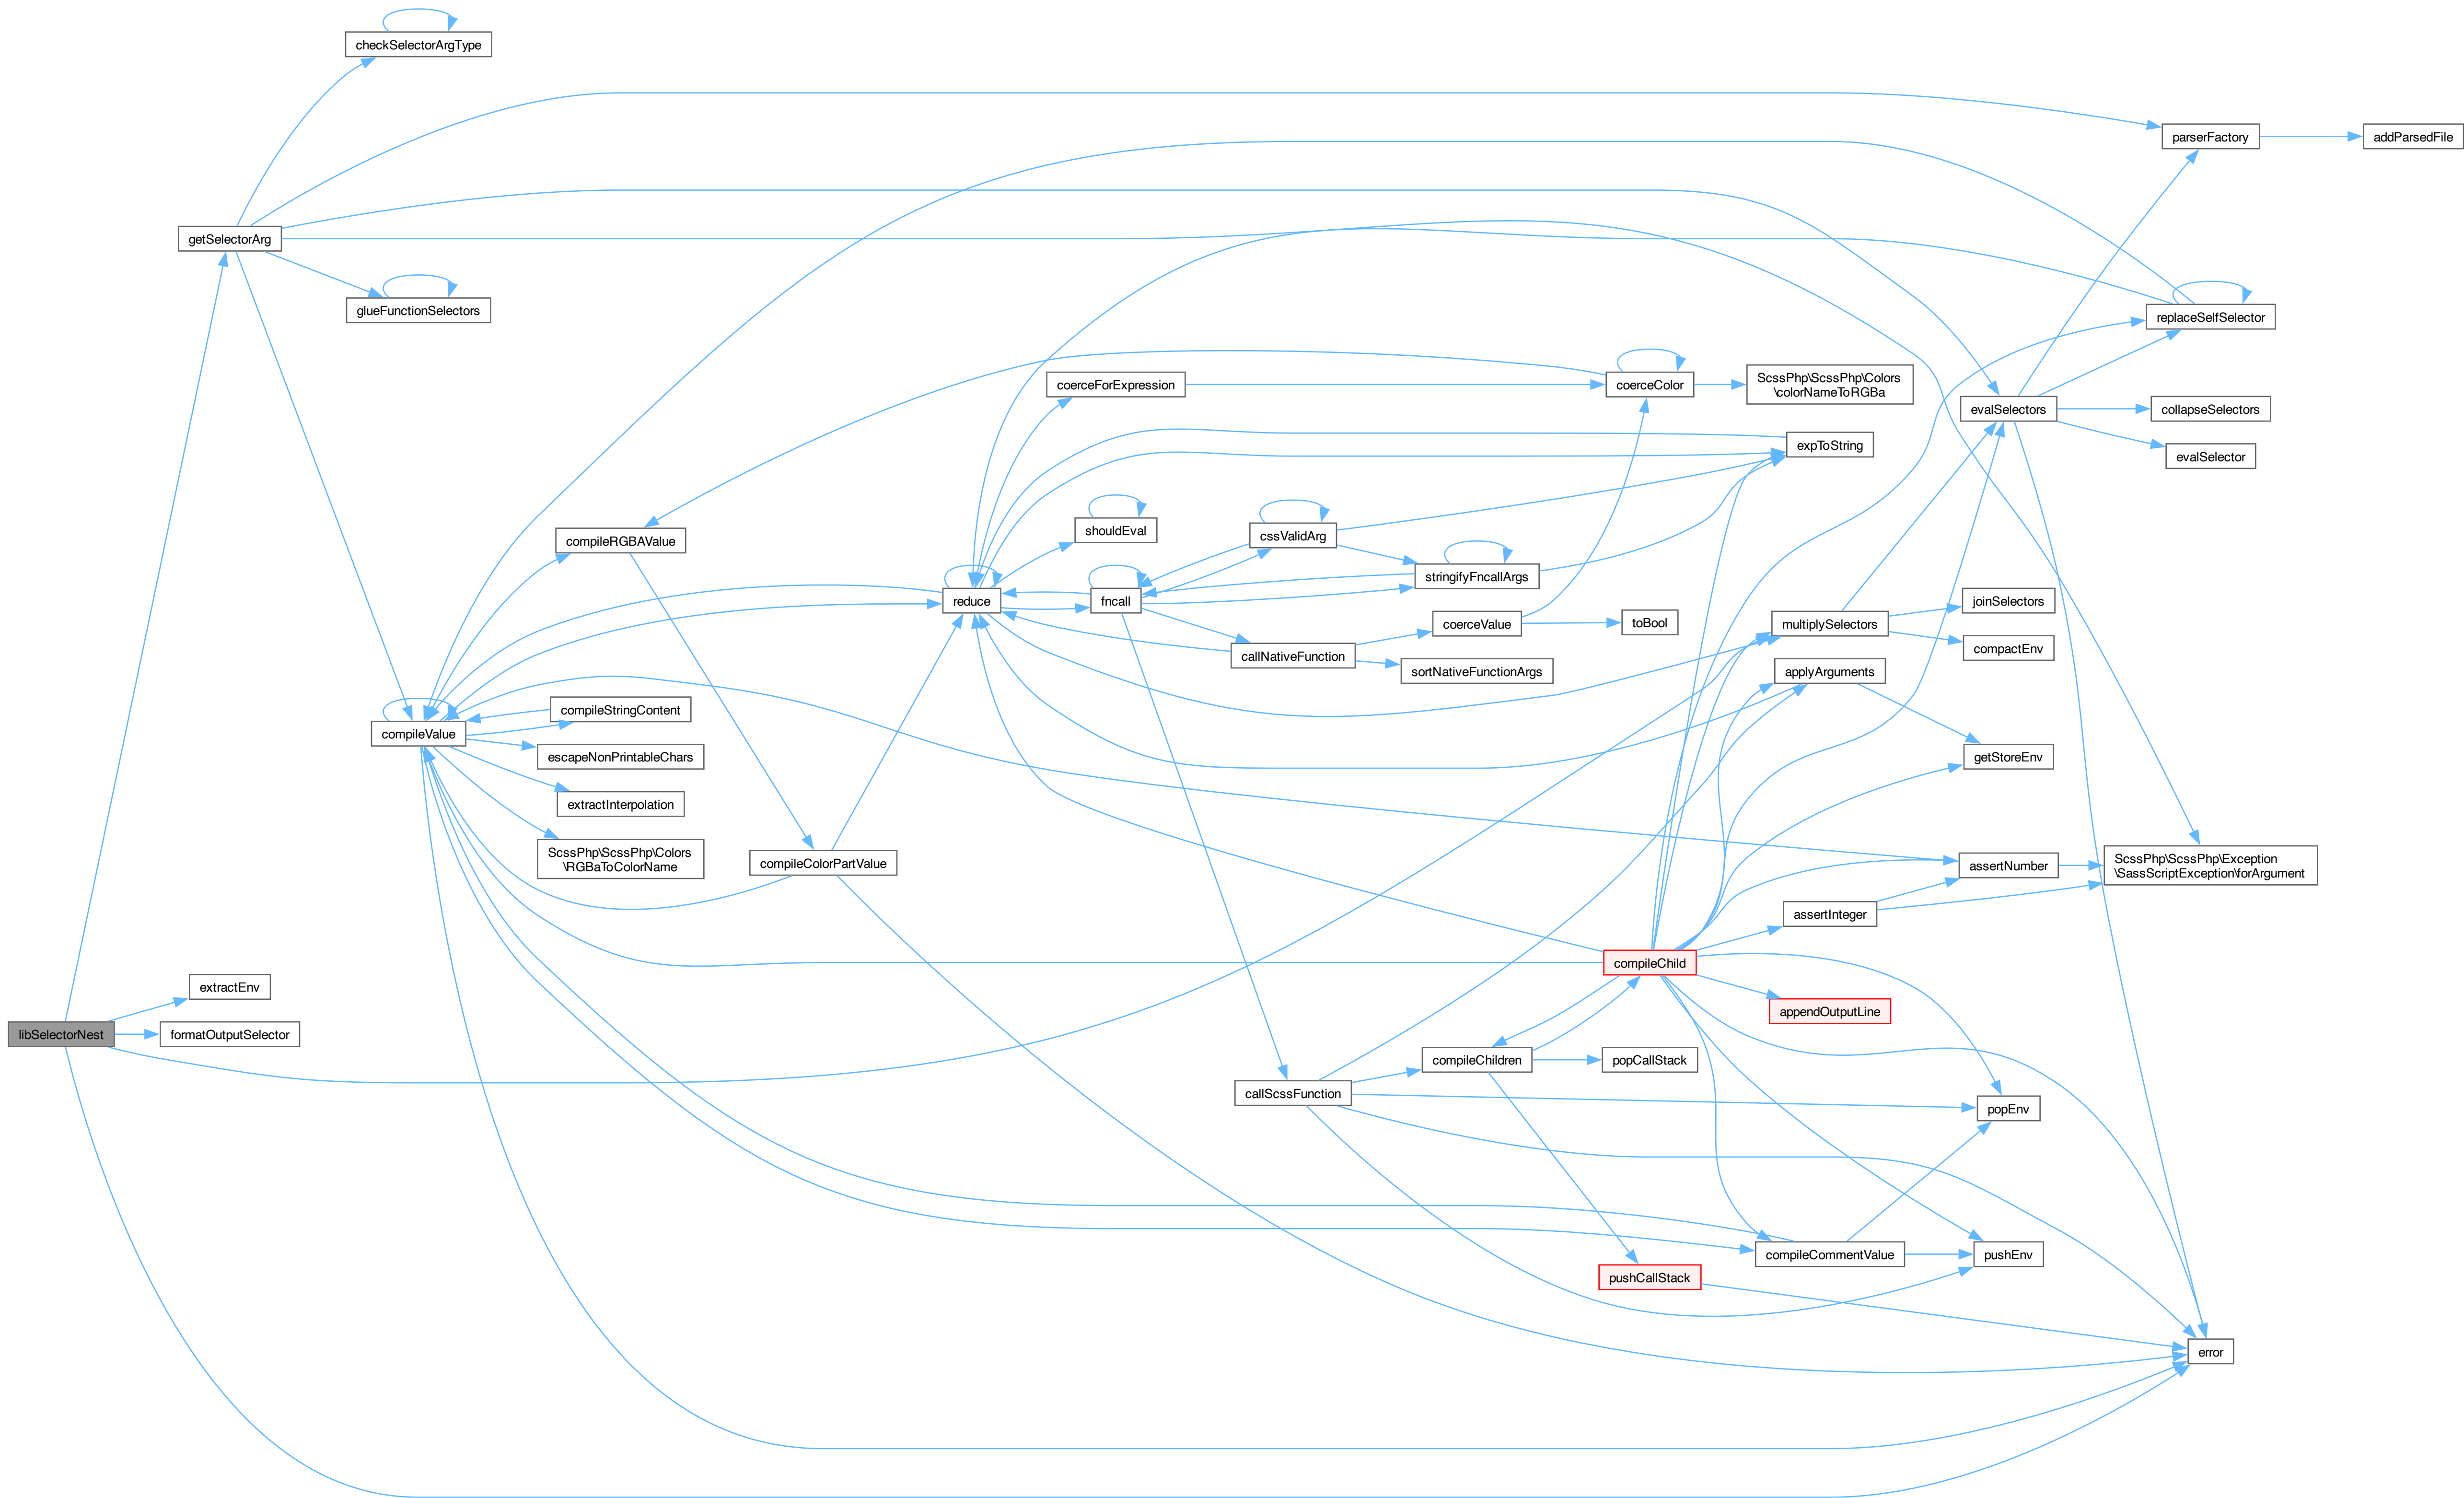 checkSelectorArgType
parserFactory
addParsedFile
getSelectorArg
glueFunctionSelectors
replaceSelfSelector
coerceForExpression
coerceColor
ScssPhp\ScssPhp\Colors
\colorNameToRGBa
evalSelectors
collapseSelectors
expToString
evalSelector
shouldEval
cssValidArg
compileRGBAValue
stringifyFncallArgs
reduce
fncall
joinSelectors
coerceValue
toBool
multiplySelectors
compactEnv
callNativeFunction
sortNativeFunctionArgs
applyArguments
compileStringContent
compileValue
escapeNonPrintableChars
getStoreEnv
extractInterpolation
ScssPhp\ScssPhp\Colors
\RGBaToColorName
compileColorPartValue
assertNumber
ScssPhp\ScssPhp\Exception
\SassScriptException\forArgument
assertInteger
compileChild
extractEnv
appendOutputLine
libSelectorNest
formatOutputSelector
compileChildren
popCallStack
callScssFunction
popEnv
compileCommentValue
pushEnv
pushCallStack
error